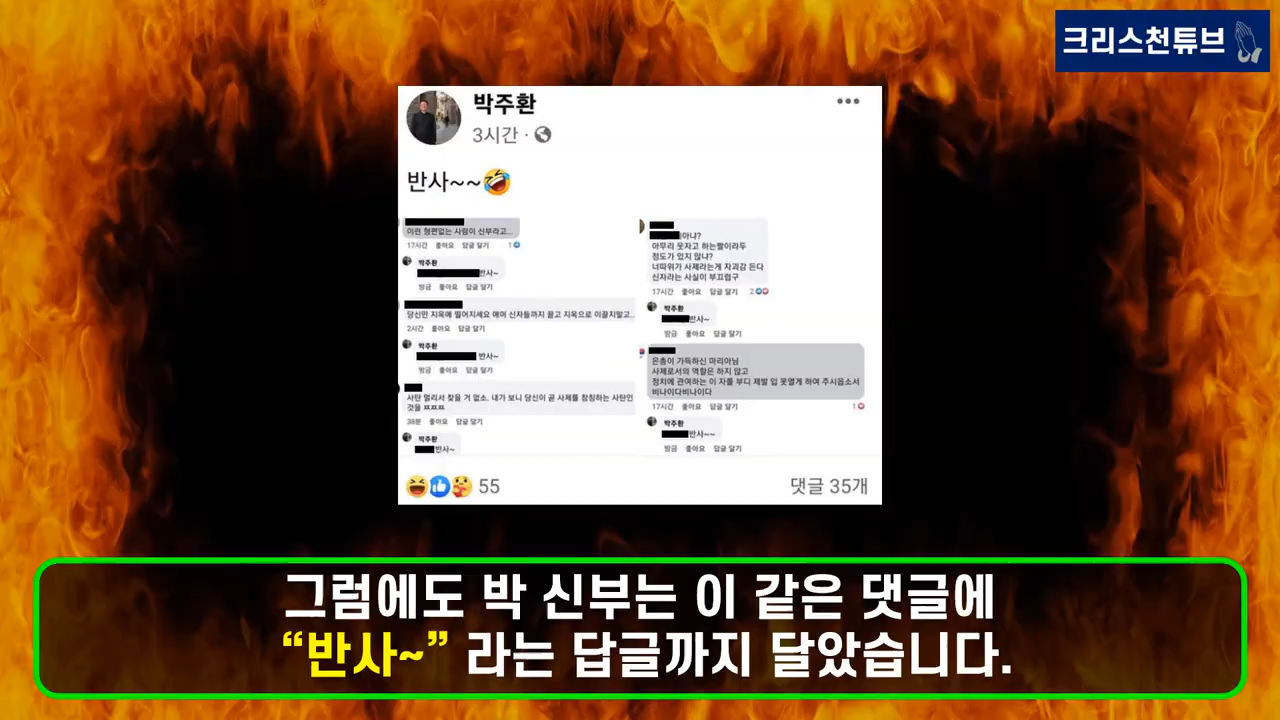 크리스천튜브
박주환
3시간 ·
반사~~
이런 형편없는 사람이 신부라고...
17시간 좋아요 답글 달기 1
박주환
반사~
방금 좋아요 답글 달기
당신만 지옥에 떨어지세요 애머 신자들까지 끌고 지옥으로 이끌지말고..
2시간 좋아요 답글 달기
박주환
반사~
방금 좋아요 답글 달기
사탄 멀리서 찾을 거 없소. 내가 보니 당신이 곧 사제를 참칭하는 사탄인
것을 ㅉㅉㅉ
38분 좋아요 답글 달기
박주환
반사~
아냐?
아무리 웃자고 하는짤이라두
정도가 있지 않냐?
너따위가 사제라는게 자괴감 든다
신자라는 사실이 부끄럽구
17시간 좋아요 답글 달기 2
박주환
반사~
방금 좋아요 답글 달기
은총이 가득하신 마리아님
사제로서의 역할은 하지 않고
정치에 관여하는 이 자를 부디 제발 입 못열게 하여 주시옵소서
비나이다비나이다
17시간 좋아요 답글 달기 1
박주환
반사~~
방금 좋아요 답글 달기
55 댓글 35개
그럼에도 박 신부는 이 같은 댓글에
“반사~” 라는 답글까지 달았습니다.